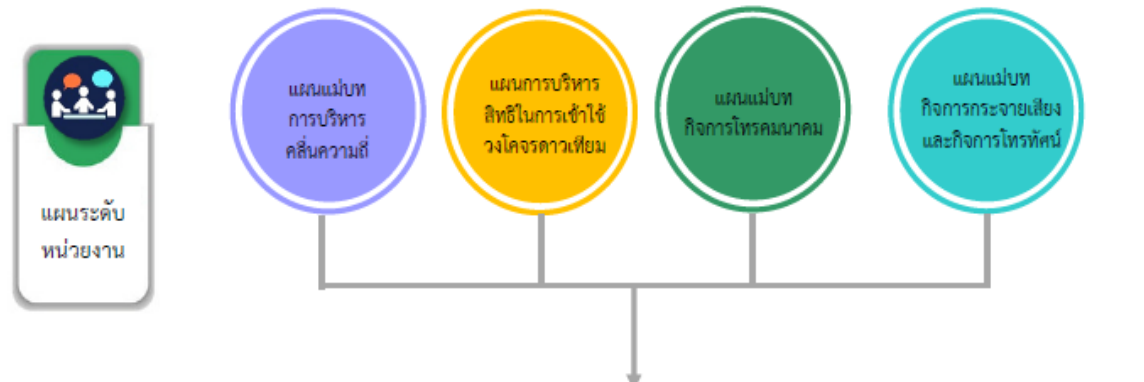 แผนระดับ
หน่วยงาน
แผนแม่บท
การบริหาร
คลื่นความถี่
แผนการบริหาร
สิทธิในการเข้าใช้
วงโคจรดาวเทียม
แผนแม่บท
กิจการโทรคมนาคม
แผนแม่บท
กิจการกระจายเสียง
และกิจการโทรทัศน์